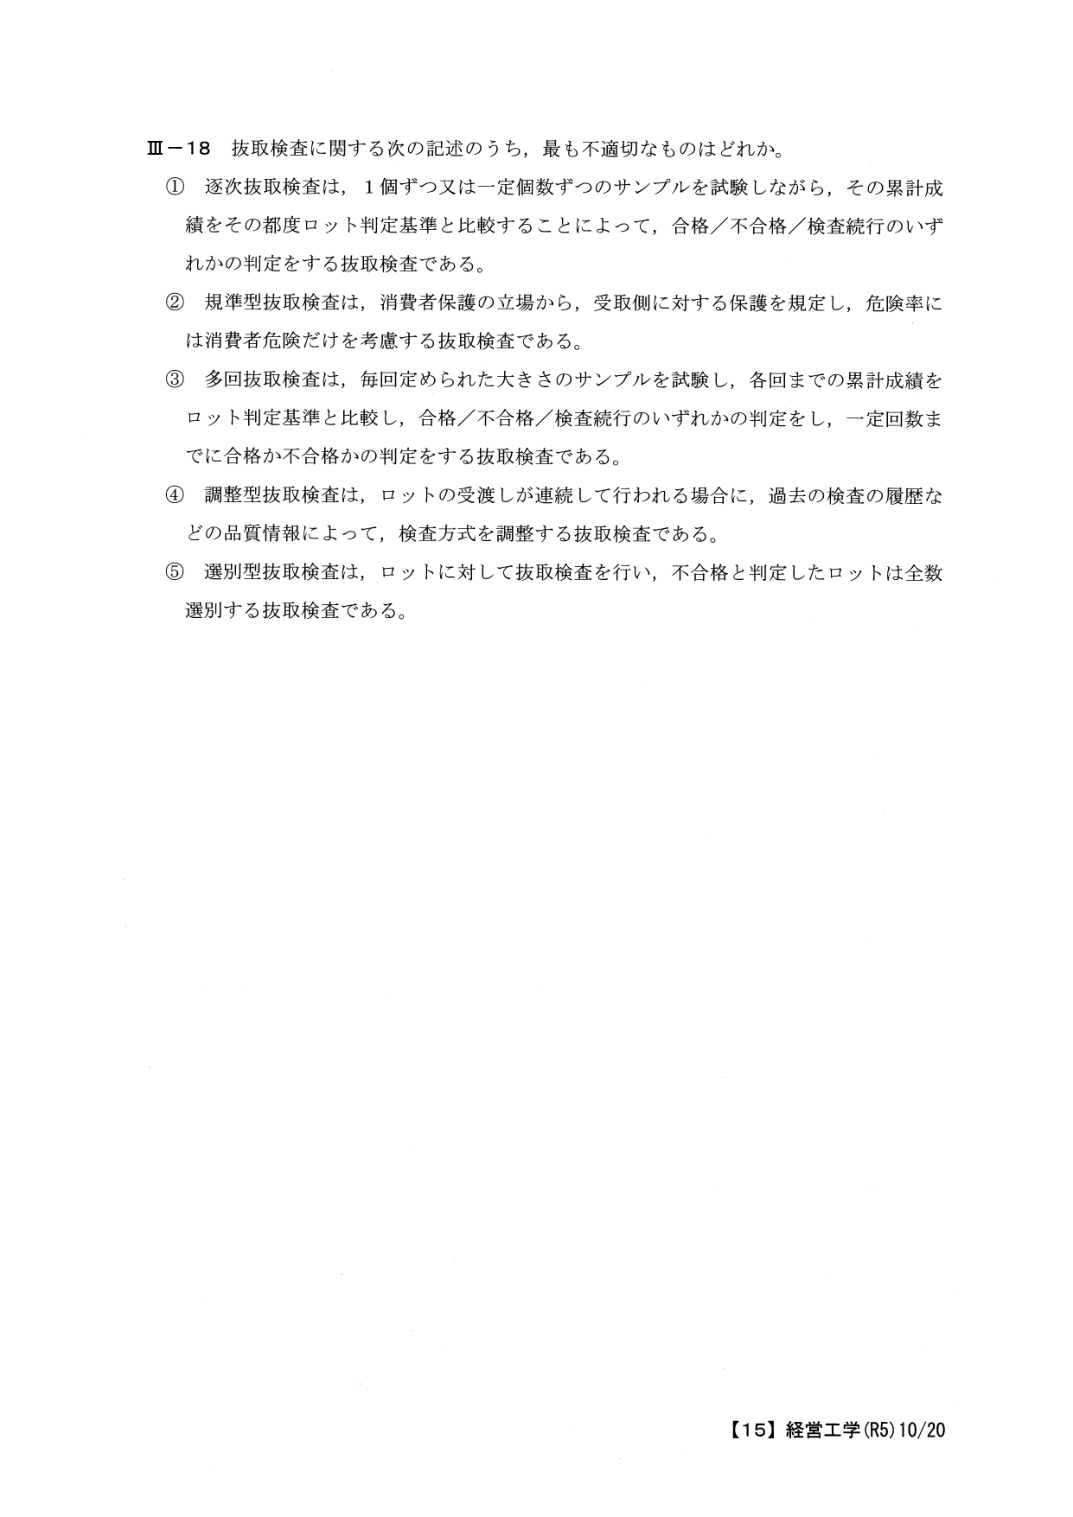 Ⅲ－18　抜取検査に関する次の記述のうち，最も不適切なものはどれか。
①　逐次抜取検査は，1個ずつ又は一定個数ずつのサンプルを試験しながら，その累計成
績をその都度ロット判定基準と比較することによって，合格／不合格／検査続行のいず
れかの判定をする抜取検査である。
②　規準型抜取検査は，消費者保護の立場から，受取側に対する保護を規定し，危険率に
は消費者危険だけを考慮する抜取検査である。
③　多回抜取検査は，毎回定められた大きさのサンプルを試験し，各回までの累計成績を
ロット判定基準と比較し，合格／不合格／検査続行のいずれかの判定をし，一定回数ま
でに合格か不合格かの判定をする抜取検査である。
④　調整型抜取検査は，ロットの受渡しが連続して行われる場合に，過去の検査の履歴な
どの品質情報によって，検査方式を調整する抜取検査である。
⑤　選別型抜取検査は，ロットに対して抜取検査を行い，不合格と判定したロットは全数
選別する抜取検査である。
【15】経営工学(R5)10/20